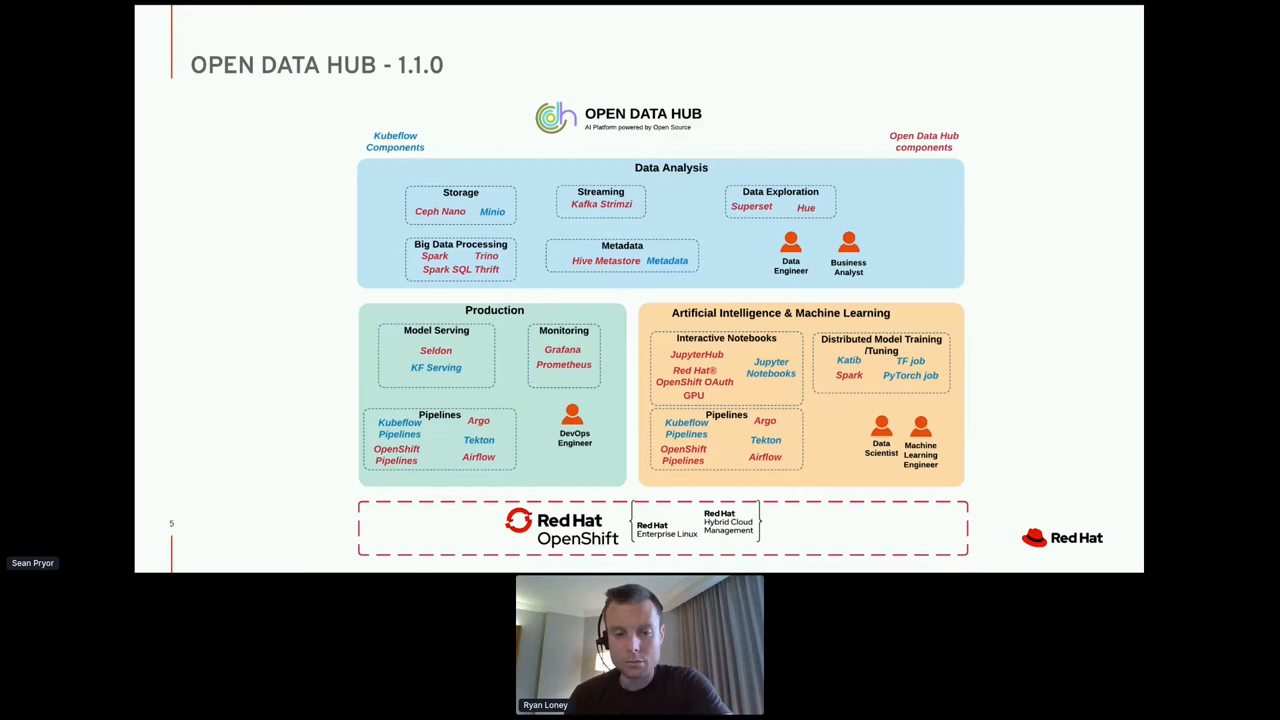 OPEN DATA HUB - 1.1.0
OPEN DATA HUB
AI Platform powered by Open Source
Kubeflow
Components
Open Data Hub
components
Data Analysis
Storage
Ceph Nano Minio
Streaming
Kafka Strimzi
Data Exploration
Superset Hue
Big Data Processing
Spark Trino
Spark SQL Thrift
Metadata
Hive Metastore Metadata
Data
Engineer
Business
Analyst
Production
Model Serving
Seldon
KF Serving
Monitoring
Grafana
Prometheus
Pipelines
Kubeflow
Pipelines
OpenShift
Pipelines
Argo
Tekton
Airflow
DevOps
Engineer
Artificial Intelligence & Machine Learning
Interactive Notebooks
JupyterHub
Red Hat®
OpenShift OAuth
GPU
Jupyter
Notebooks
Distributed Model Training
/Tuning
Katib TF job
Spark PyTorch job
Pipelines
Kubeflow
Pipelines
OpenShift
Pipelines
Argo
Tekton
Airflow
Data
Scientist
Machine
Learning
Engineer
Red Hat
OpenShift
Red Hat
Enterprise Linux
Red Hat
Hybrid Cloud
Management
5
Red Hat
Sean Pryor
Ryan Loney